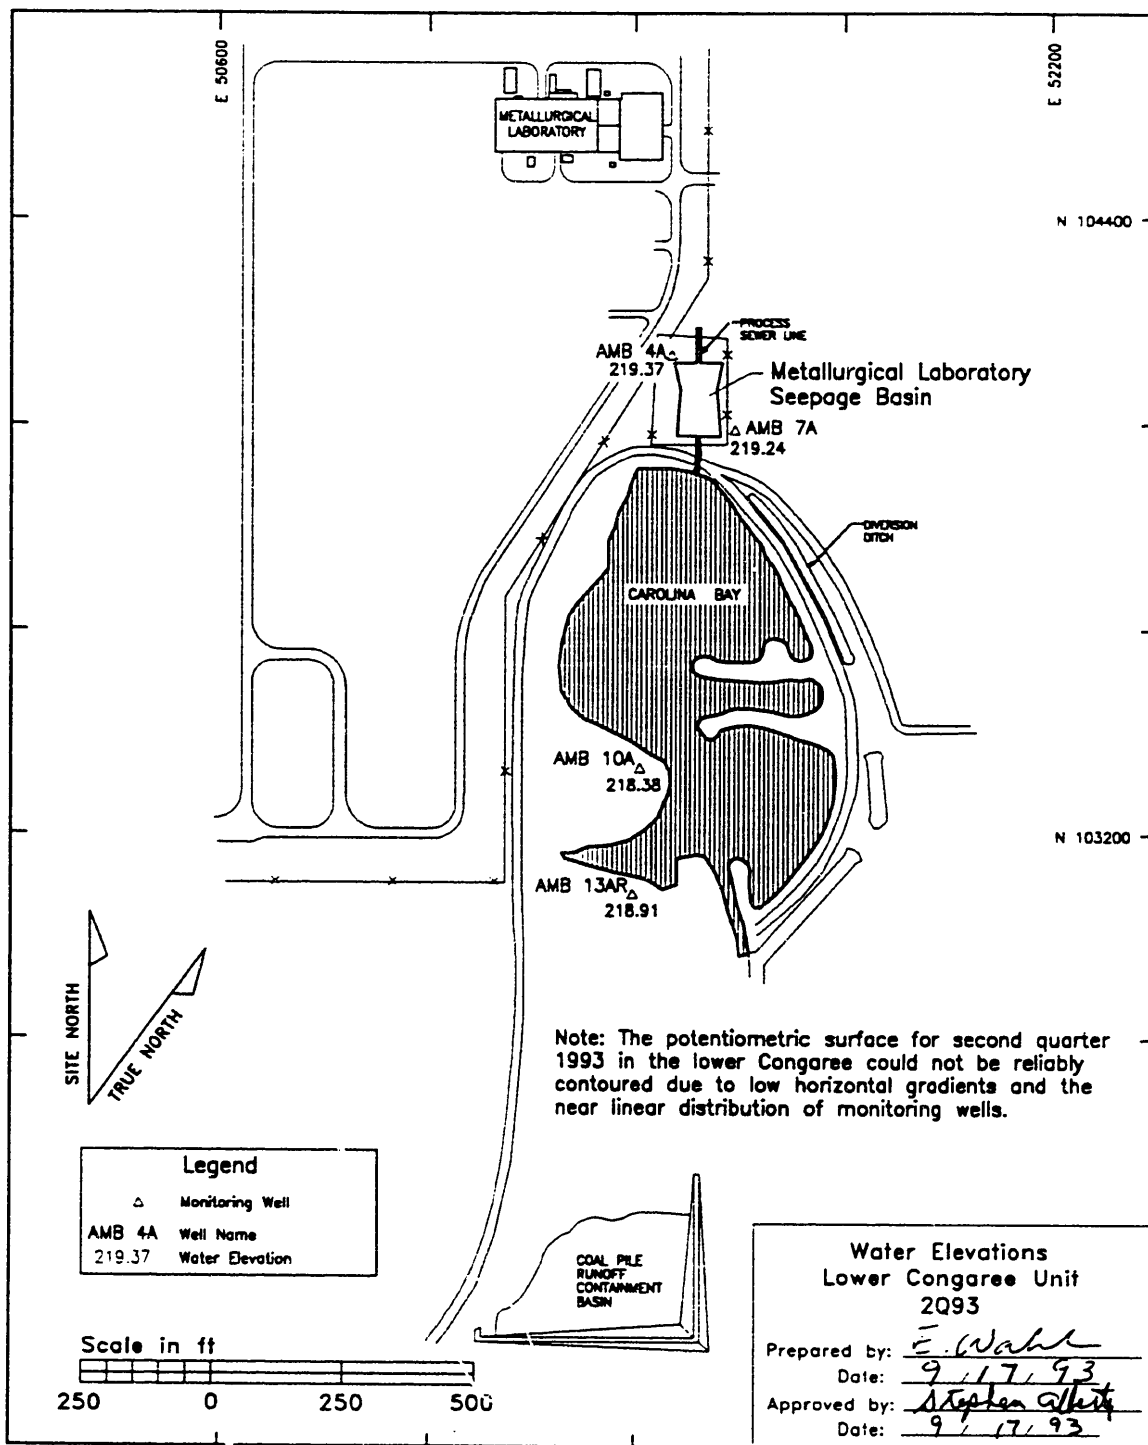 E 50600
E 52200
METALLURGICAL
LABORATORY
N 104400
PROCESS
SEWER LINE
AMB 4A
219.37
Metallurgical Laboratory
Seepage Basin
AMB 7A
219.24
DIVERSION
DITCH
CAROLINA BAY
AMB 10A
218.38
N 103200
AMB 13AR
218.91
SITE NORTH
TRUE NORTH
Note: The potentiometric surface for second quarter
1993 in the lower Congaree could not be reliably
contoured due to low horizontal gradients and the
near linear distribution of monitoring wells.
Legend
Monitoring Well
AMB 4A Well Name
219.37 Water Elevation
COAL PILE
RUNOFF
CONTAINMENT
BASIN
Scale in ft
250 0 250 500
Water Elevations
Lower Congaree Unit
2Q93
Prepared by: E.
Date: 9/17/93
Approved by: Stephen
Date: 9/17/93